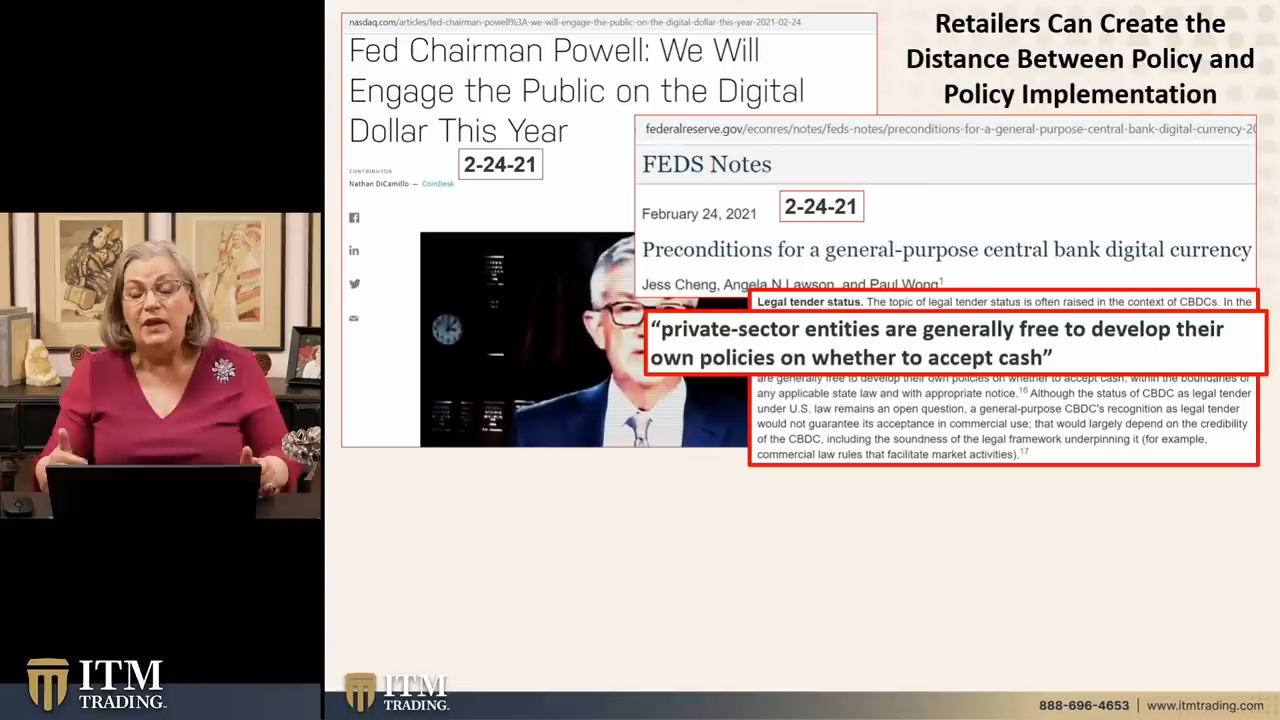 nasdaq.com/articles/fed-chairman-powell%3A-we-will-engage-the-public-on-the-digital-dollar-this-year-2021-02-24
Fed Chairman Powell: We Will
Engage the Public on the Digital
Dollar This Year
2-24-21
CONTRIBUTOR
Nathan DiCamillo — CoinDesk
Retailers Can Create the
Distance Between Policy and
Policy Implementation
federalreserve.gov/econres/notes/feds-notes/preconditions-for-a-general-purpose-central-bank-digital-currency-20
FEDS Notes
February 24, 2021
2-24-21
Preconditions for a general-purpose central bank digital currency
Jess Cheng, Angela N Lawson, and Paul Wong1
Legal tender status. The topic of legal tender status is often raised in the context of CBDCs. In the
“private-sector entities are generally free to develop their
own policies on whether to accept cash”
are generally free to develop their own policies on whether to accept cash, within the boundaries of
any applicable state law and with appropriate notice.16 Although the status of CBDC as legal tender
under U.S. law remains an open question, a general-purpose CBDC's recognition as legal tender
would not guarantee its acceptance in commercial use; that would largely depend on the credibility
of the CBDC, including the soundness of the legal framework underpinning it (for example,
commercial law rules that facilitate market activities).17
ITM
TRADING
ITM
TRADING
888-696-4653 | www.itmtrading.com